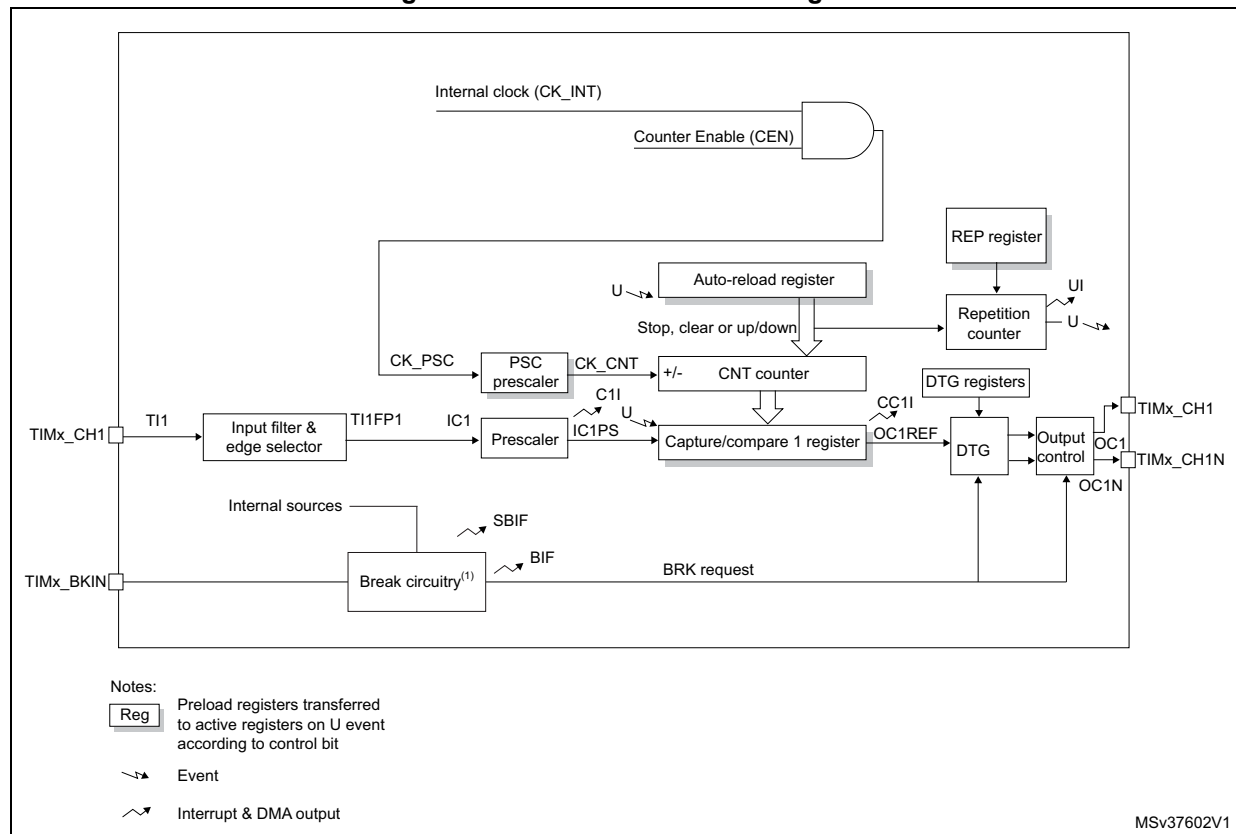 Internal clock (CK_INT)
Counter Enable (CEN)
REP register
Auto-reload register
U
UI
Repetition
counter
U
Stop, clear or up/down
CK_PSC
PSC
prescaler
CK_CNT
+/-
CNT counter
DTG registers
C1I
CC1I
U
TIMx_CH1
TI1
Input filter &
edge selector
TI1FP1
IC1
Prescaler
IC1PS
Capture/compare 1 register
OC1REF
DTG
Output
control
OC1
TIMx_CH1
TIMx_CH1N
OC1N
Internal sources
SBIF
BIF
TIMx_BKIN
Break circuitry(1)
BRK request
Notes:
Reg
Preload registers transferred
to active registers on U event
according to control bit
Event
Interrupt & DMA output
MSv37602V1